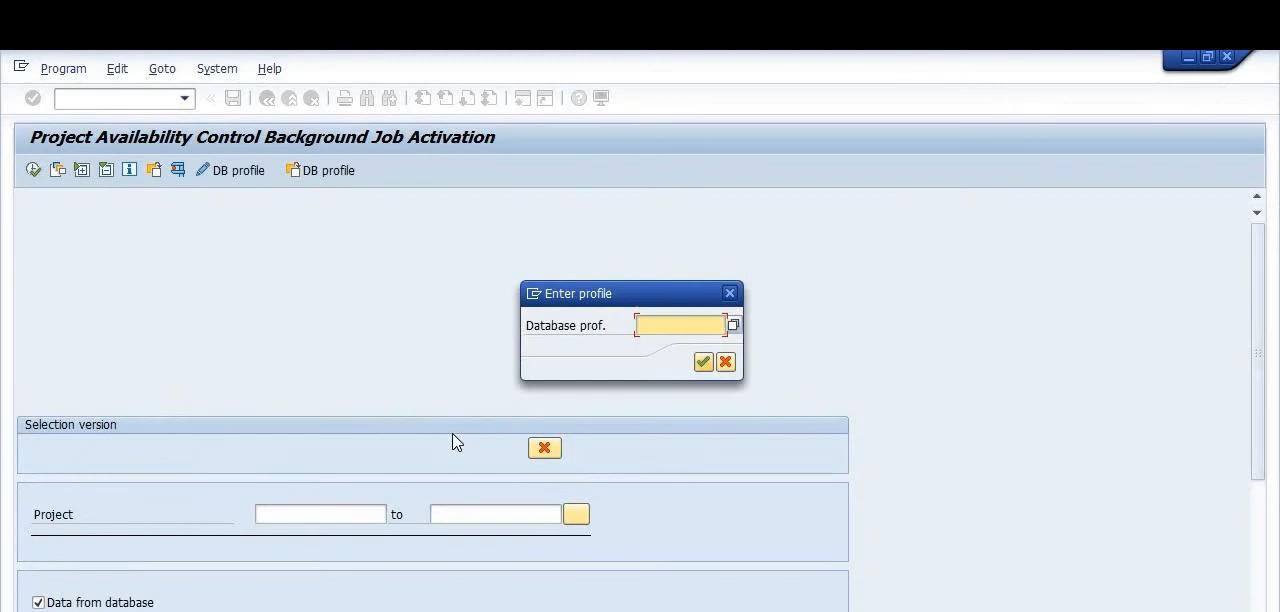 Program Edit Goto System Help
Project Availability Control Background Job Activation
DB profile DB profile
Enter profile
Database prof.
Selection version
Project to
Data from database